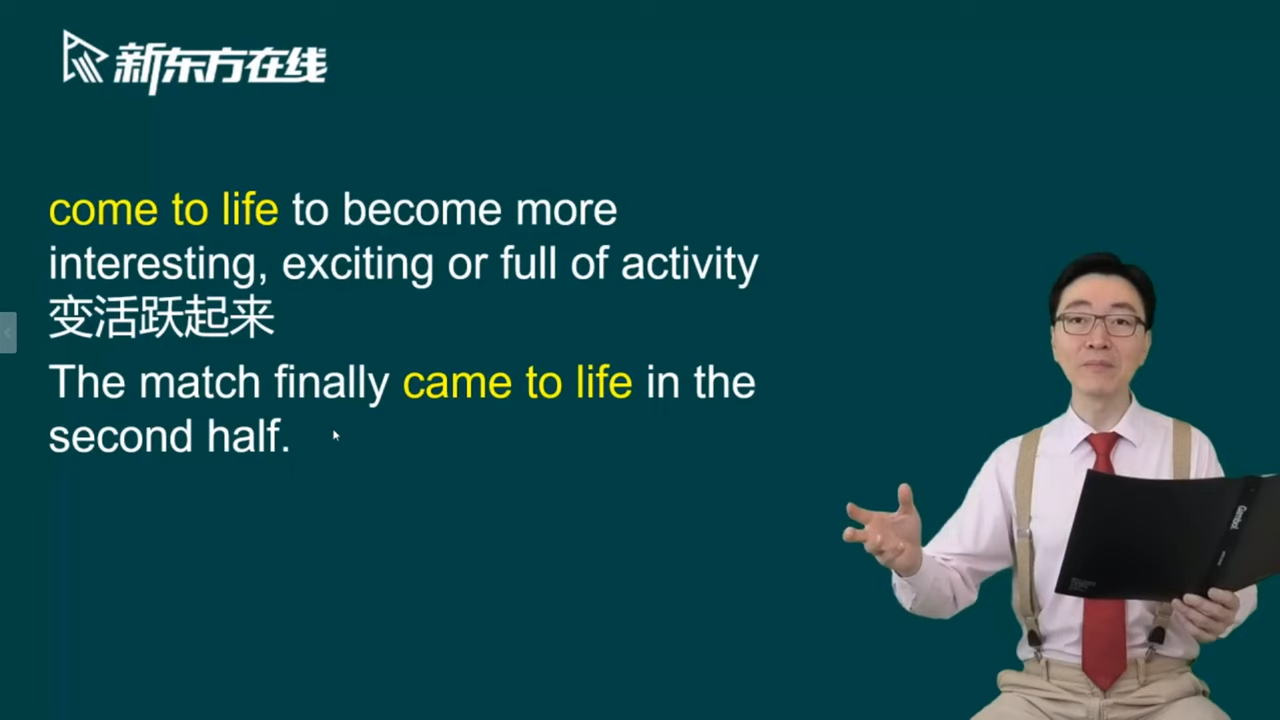 新东方在线
come to life to become more
interesting, exciting or full of activity
变活跃起来
The match finally came to life in the
second half.